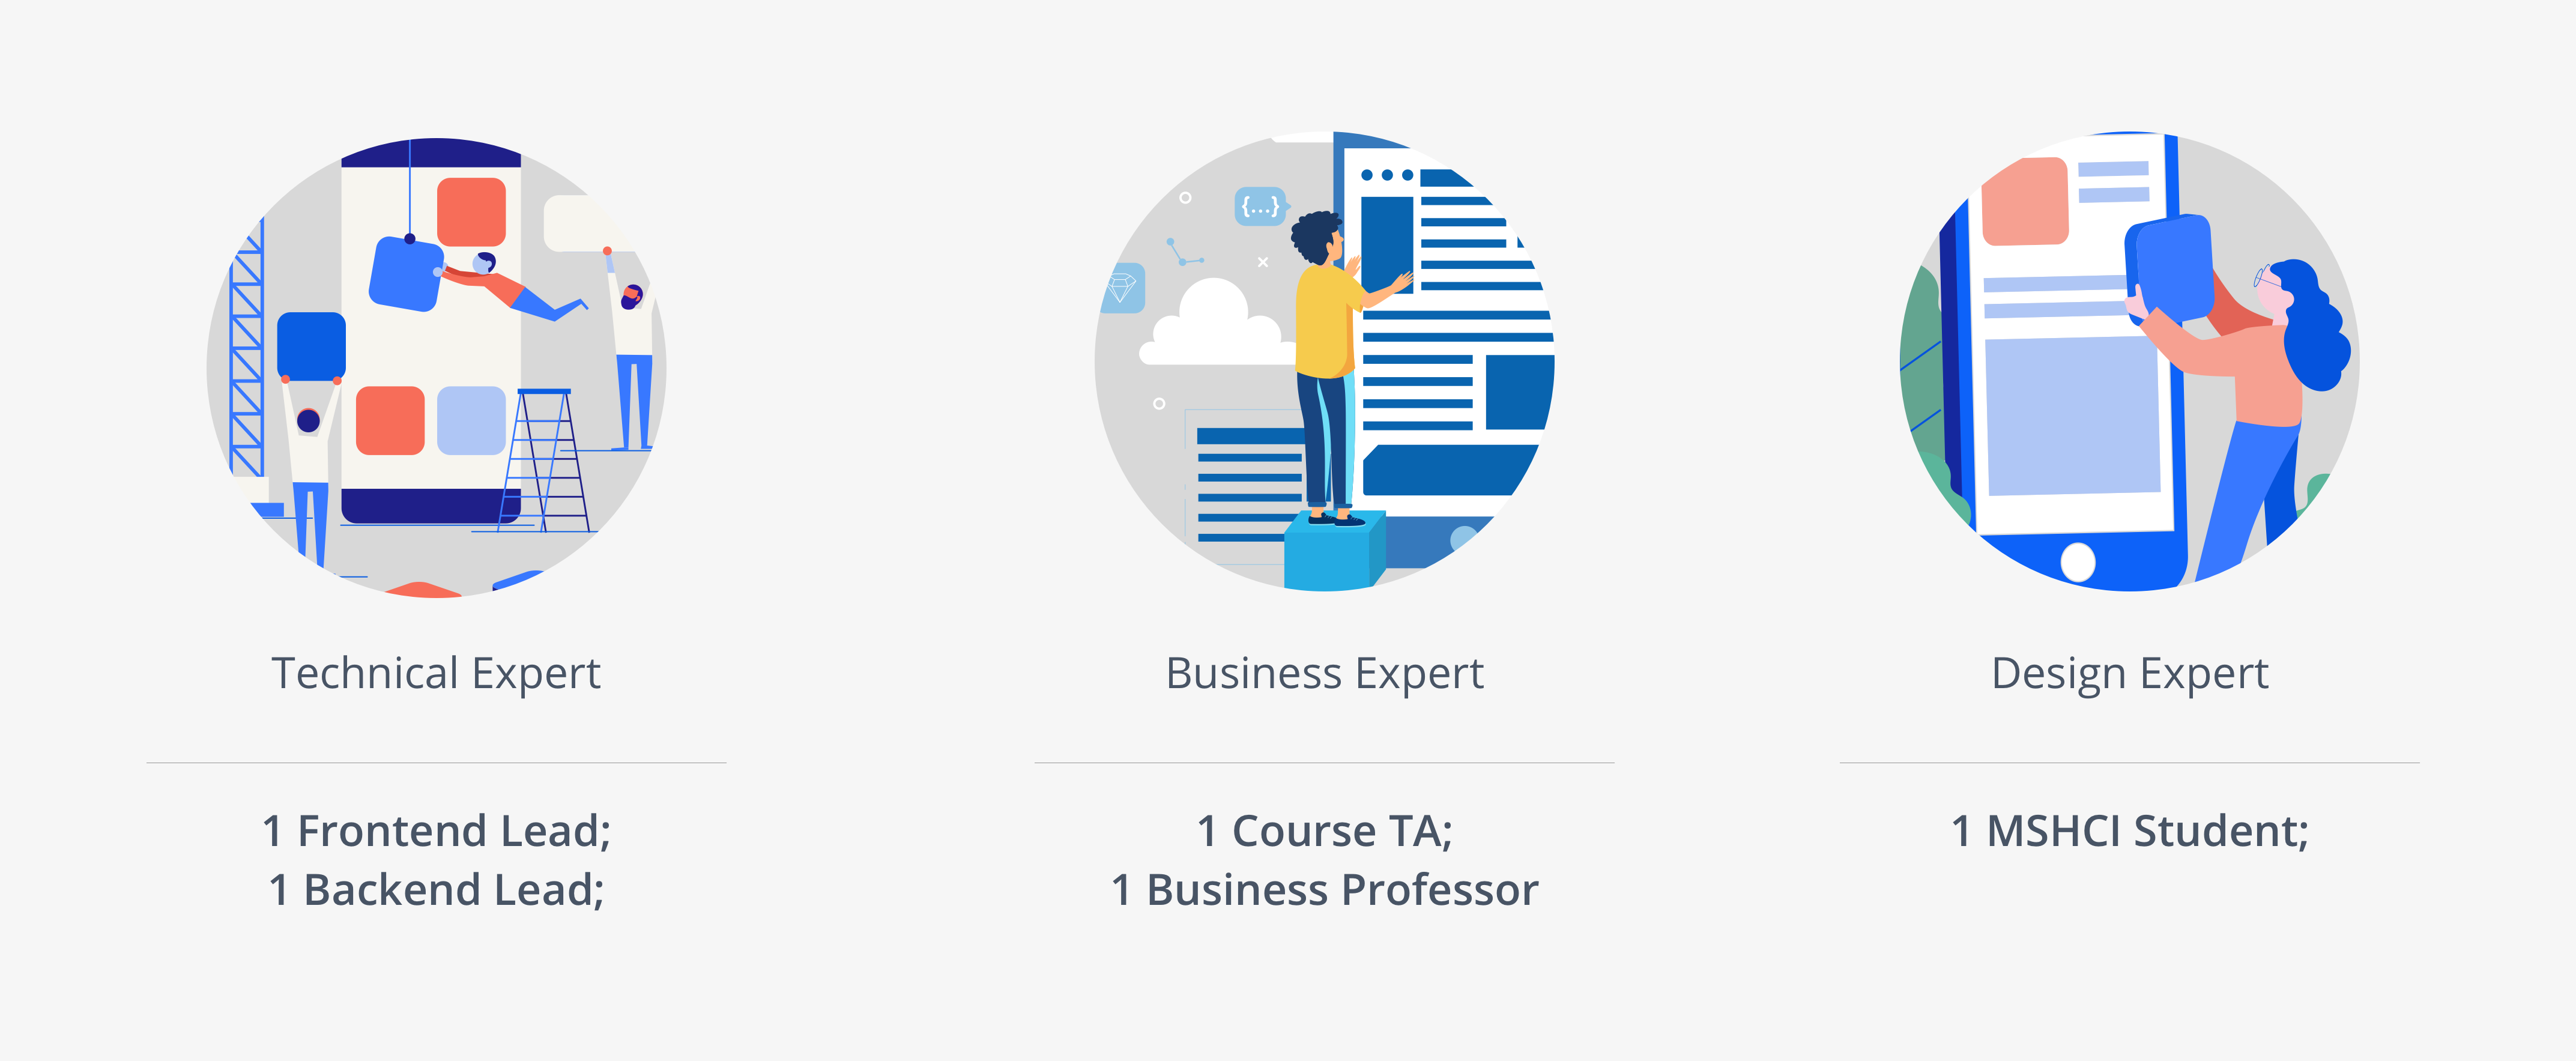 {...}
Technical Expert
1 Frontend Lead;
1 Backend Lead;
Business Expert
1 Course TA;
1 Business Professor
Design Expert
1 MSHCI Student;